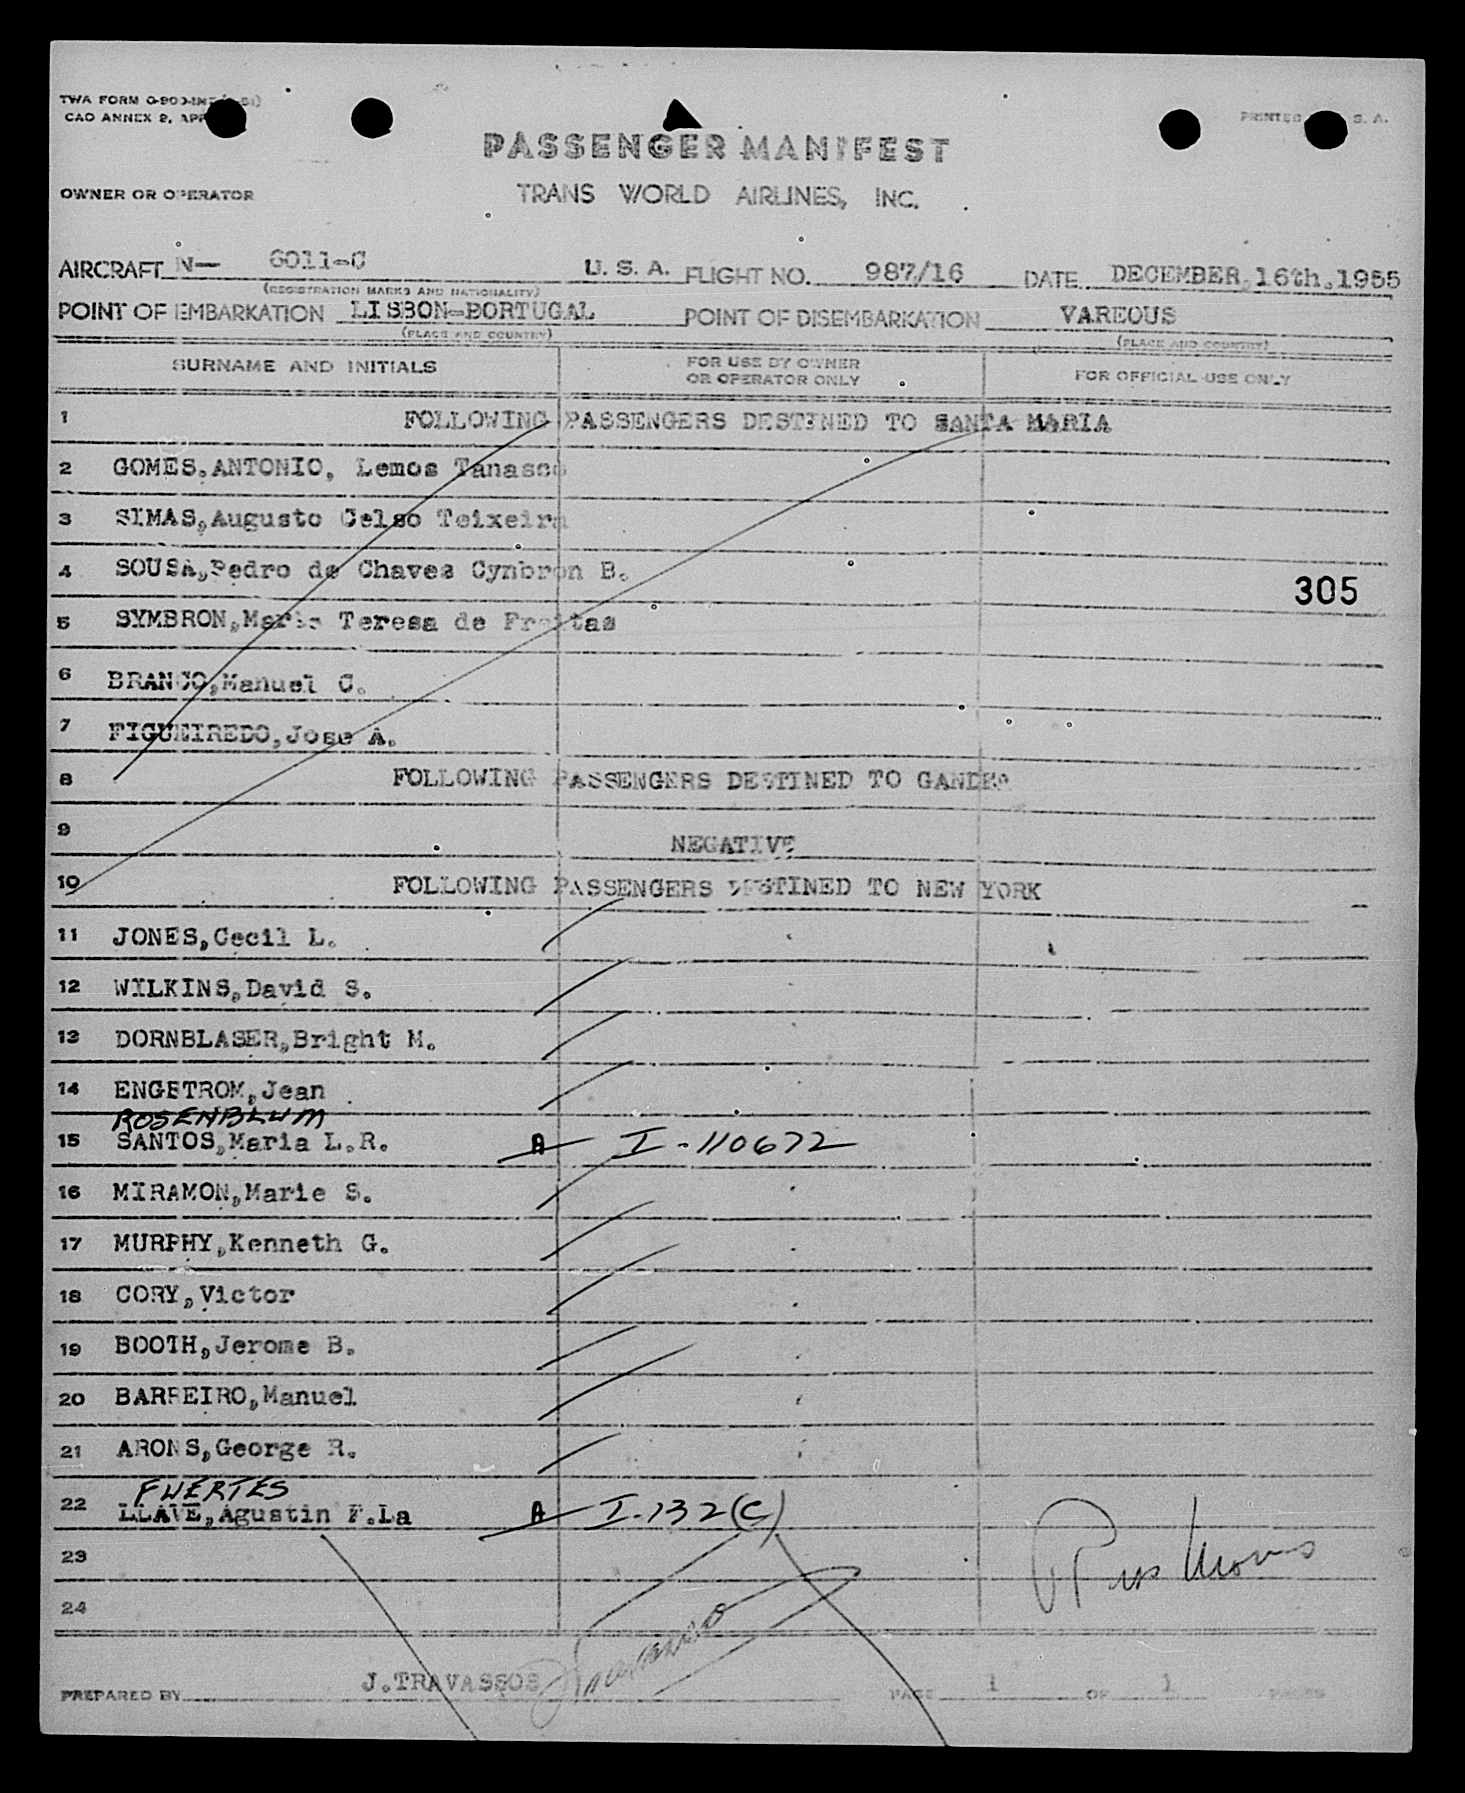 TWA FORM
CAO ANNEX 9,
PRINTED S. A.
PASSENGER MANIFEST
OWNER OR OPERATOR TRANS WORLD AIRLINES, INC.
AIRCRAFT N— 6011-C U. S. A. FLIGHT NO. 987/16 DATE DECEMBER,16th.1955
(REGISTRATION MARKS AND NATIONALITY)
POINT OF EMBARKATION LISBON-PORTUGAL POINT OF DISEMBARKATION VAREOUS
(PLACE AND COUNTRY) (PLACE AND COUNTRY)
SURNAME AND INITIALS FOR USE BY OWNER OR OPERATOR ONLY FOR OFFICIAL USE ONLY
1 FOLLOWING PASSENGERS DESTINED TO SANTA MARIA
2 GOMES,ANTONIO, Lemos Tanasco
3 SIMAS,Augusto Celso Teixeira
4 SOUSA,Pedro de Chaves Cynbron B.
305
5 SYMBRON,Maria Teresa de Freitas
6 BRANCO,Manuel C.
7 FIGUEIREDO,Jose A.
8 FOLLOWING PASSENGERS DESTINED TO GANDER
9 NEGATIVE
10 FOLLOWING PASSENGERS DESTINED TO NEW YORK
11 JONES,Cecil L.
12 WILKINS,David S.
13 DORNBLASER,Bright M.
14 ENGSTROM,Jean
ROSENBLUM
15 SANTOS,Maria L.R. A I-110672
16 MIRAMON,Marie S.
17 MURPHY,Kenneth G.
18 CORY,Victor
19 BOOTH,Jerome B.
20 BARREIRO,Manuel
21 ARONS,George R.
FUERTES
22 LLAVE,Agustin F.La A I-132(C)
23
24
PREPARED BY J.TRAVASSOS PAGE 1 OF 1 PAGES